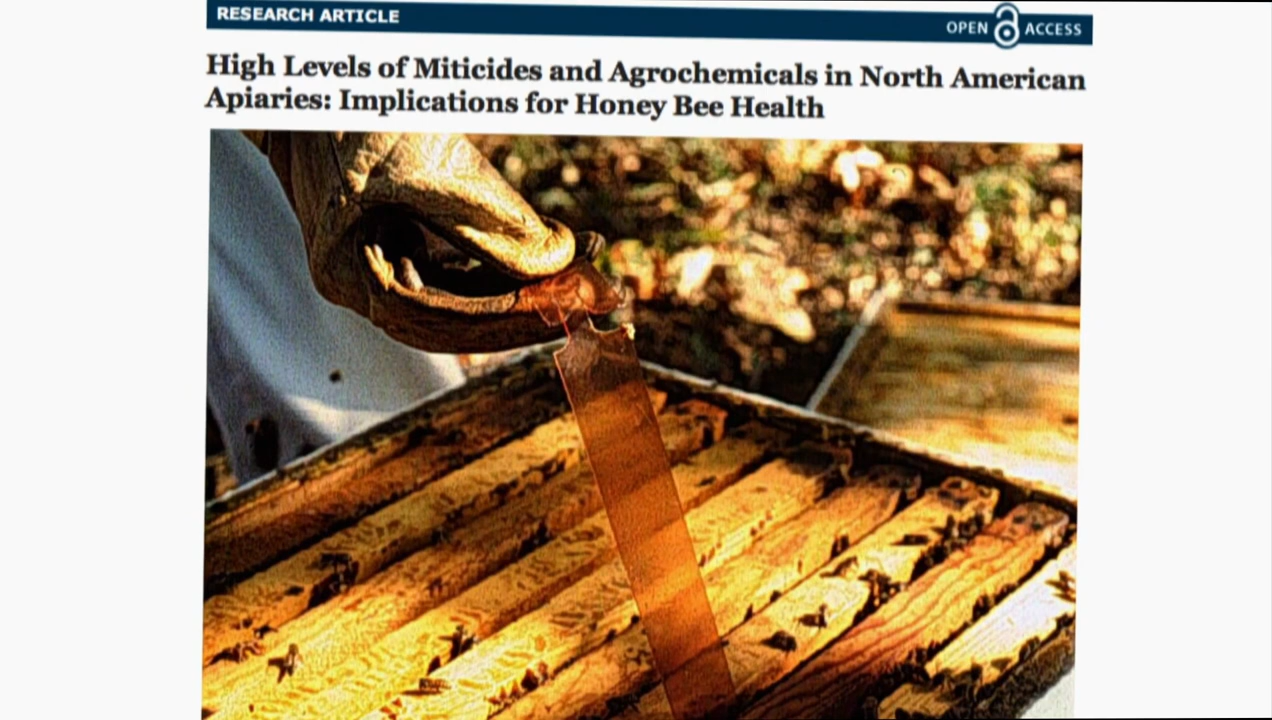 RESEARCH ARTICLE
OPEN ACCESS
High Levels of Miticides and Agrochemicals in North American
Apiaries: Implications for Honey Bee Health